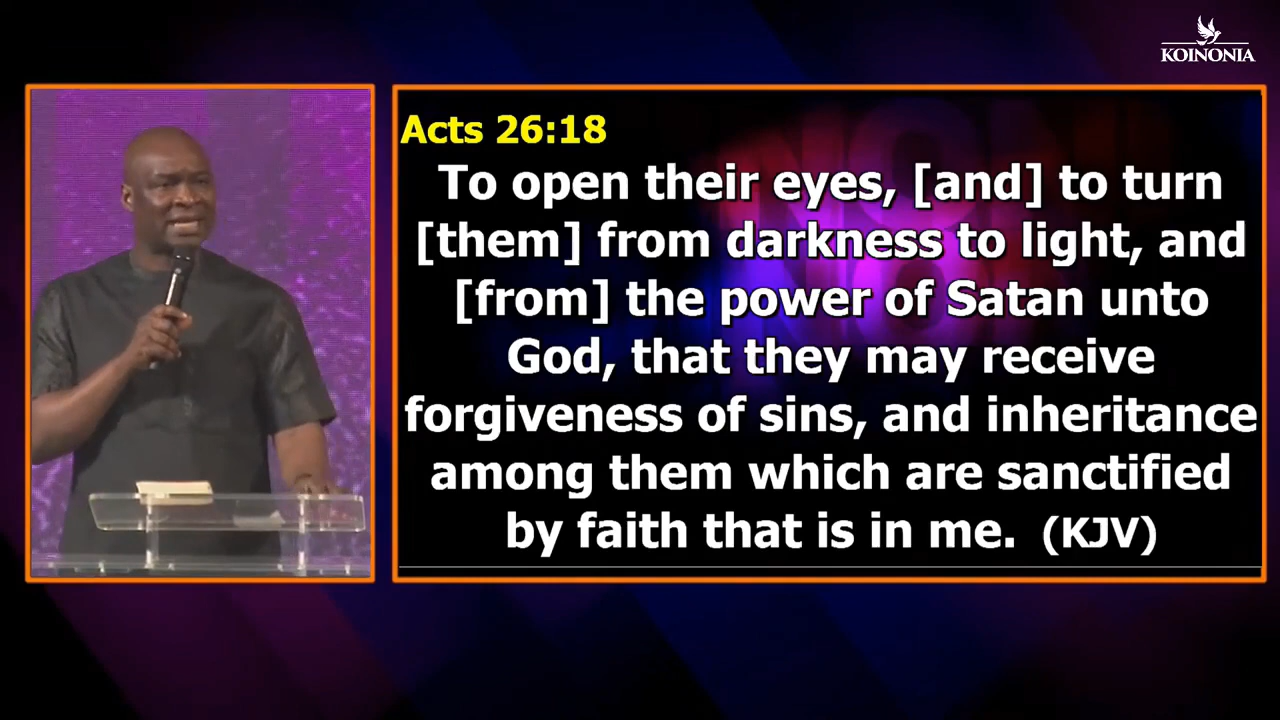 KOINONIA
Acts 26:18
To open their eyes, [and] to turn
[them] from darkness to light, and
[from] the power of Satan unto
God, that they may receive
forgiveness of sins, and inheritance
among them which are sanctified
by faith that is in me. (KJV)